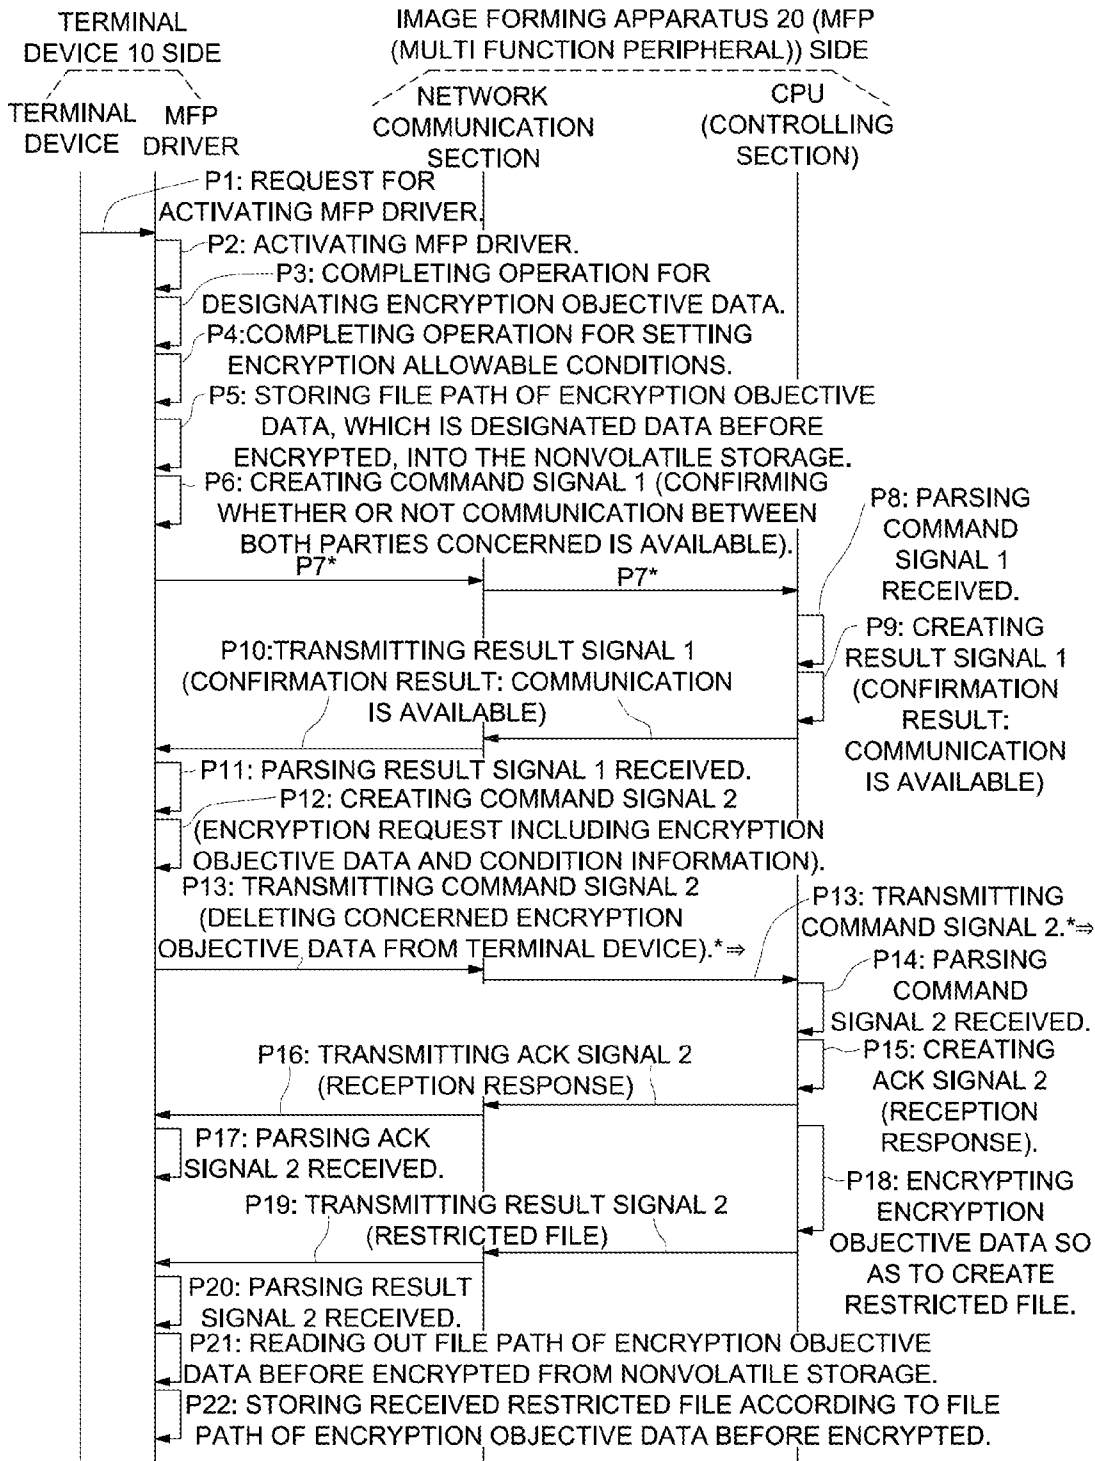 TERMINAL
DEVICE 10 SIDE
IMAGE FORMING APPARATUS 20 (MFP
(MULTI FUNCTION PERIPHERAL)) SIDE
TERMINAL
DEVICE
MFP
DRIVER
NETWORK
COMMUNICATION
SECTION
CPU
(CONTROLLING
SECTION)
P1: REQUEST FOR
ACTIVATING MFP DRIVER.
P2: ACTIVATING MFP DRIVER.
P3: COMPLETING OPERATION FOR
DESIGNATING ENCRYPTION OBJECTIVE DATA.
P4:COMPLETING OPERATION FOR SETTING
ENCRYPTION ALLOWABLE CONDITIONS.
P5: STORING FILE PATH OF ENCRYPTION OBJECTIVE
DATA, WHICH IS DESIGNATED DATA BEFORE
ENCRYPTED, INTO THE NONVOLATILE STORAGE.
P6: CREATING COMMAND SIGNAL 1 (CONFIRMING
WHETHER OR NOT COMMUNICATION BETWEEN
BOTH PARTIES CONCERNED IS AVAILABLE).
P7*
P7*
P8: PARSING
COMMAND
SIGNAL 1
RECEIVED.
P9: CREATING
RESULT SIGNAL 1
(CONFIRMATION
RESULT:
COMMUNICATION
IS AVAILABLE)
P10:TRANSMITTING RESULT SIGNAL 1
(CONFIRMATION RESULT: COMMUNICATION
IS AVAILABLE)
P11: PARSING RESULT SIGNAL 1 RECEIVED.
P12: CREATING COMMAND SIGNAL 2
(ENCRYPTION REQUEST INCLUDING ENCRYPTION
OBJECTIVE DATA AND CONDITION INFORMATION).
P13: TRANSMITTING COMMAND SIGNAL 2
(DELETING CONCERNED ENCRYPTION
OBJECTIVE DATA FROM TERMINAL DEVICE).*⇒
P13: TRANSMITTING
COMMAND SIGNAL 2.*⇒
P14: PARSING
COMMAND
SIGNAL 2 RECEIVED.
P15: CREATING
ACK SIGNAL 2
(RECEPTION
RESPONSE).
P16: TRANSMITTING ACK SIGNAL 2
(RECEPTION RESPONSE)
P17: PARSING ACK
SIGNAL 2 RECEIVED.
P18: ENCRYPTING
ENCRYPTION
OBJECTIVE DATA SO
AS TO CREATE
RESTRICTED FILE.
P19: TRANSMITTING RESULT SIGNAL 2
(RESTRICTED FILE)
P20: PARSING RESULT
SIGNAL 2 RECEIVED.
P21: READING OUT FILE PATH OF ENCRYPTION OBJECTIVE
DATA BEFORE ENCRYPTED FROM NONVOLATILE STORAGE.
P22: STORING RECEIVED RESTRICTED FILE ACCORDING TO FILE
PATH OF ENCRYPTION OBJECTIVE DATA BEFORE ENCRYPTED.